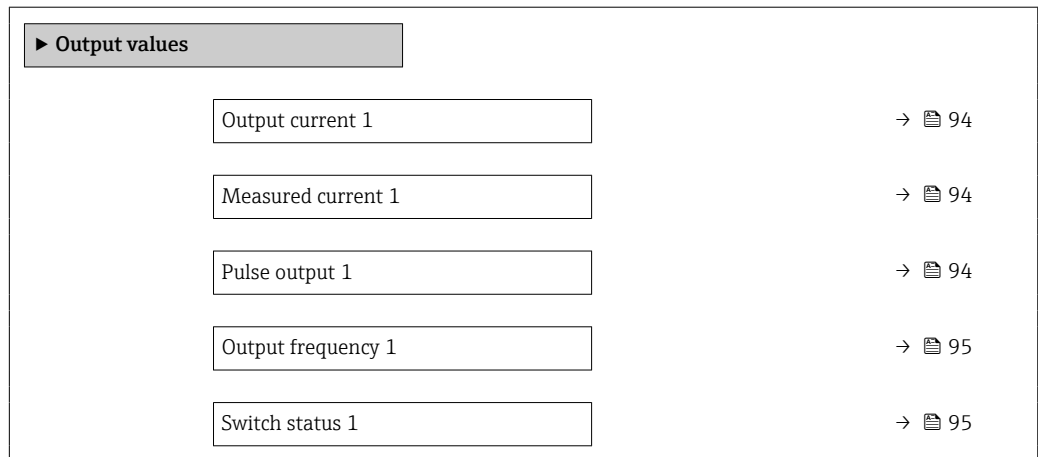 ► Output values
Output current 1 → 94
Measured current 1 → 94
Pulse output 1 → 94
Output frequency 1 → 95
Switch status 1 → 95